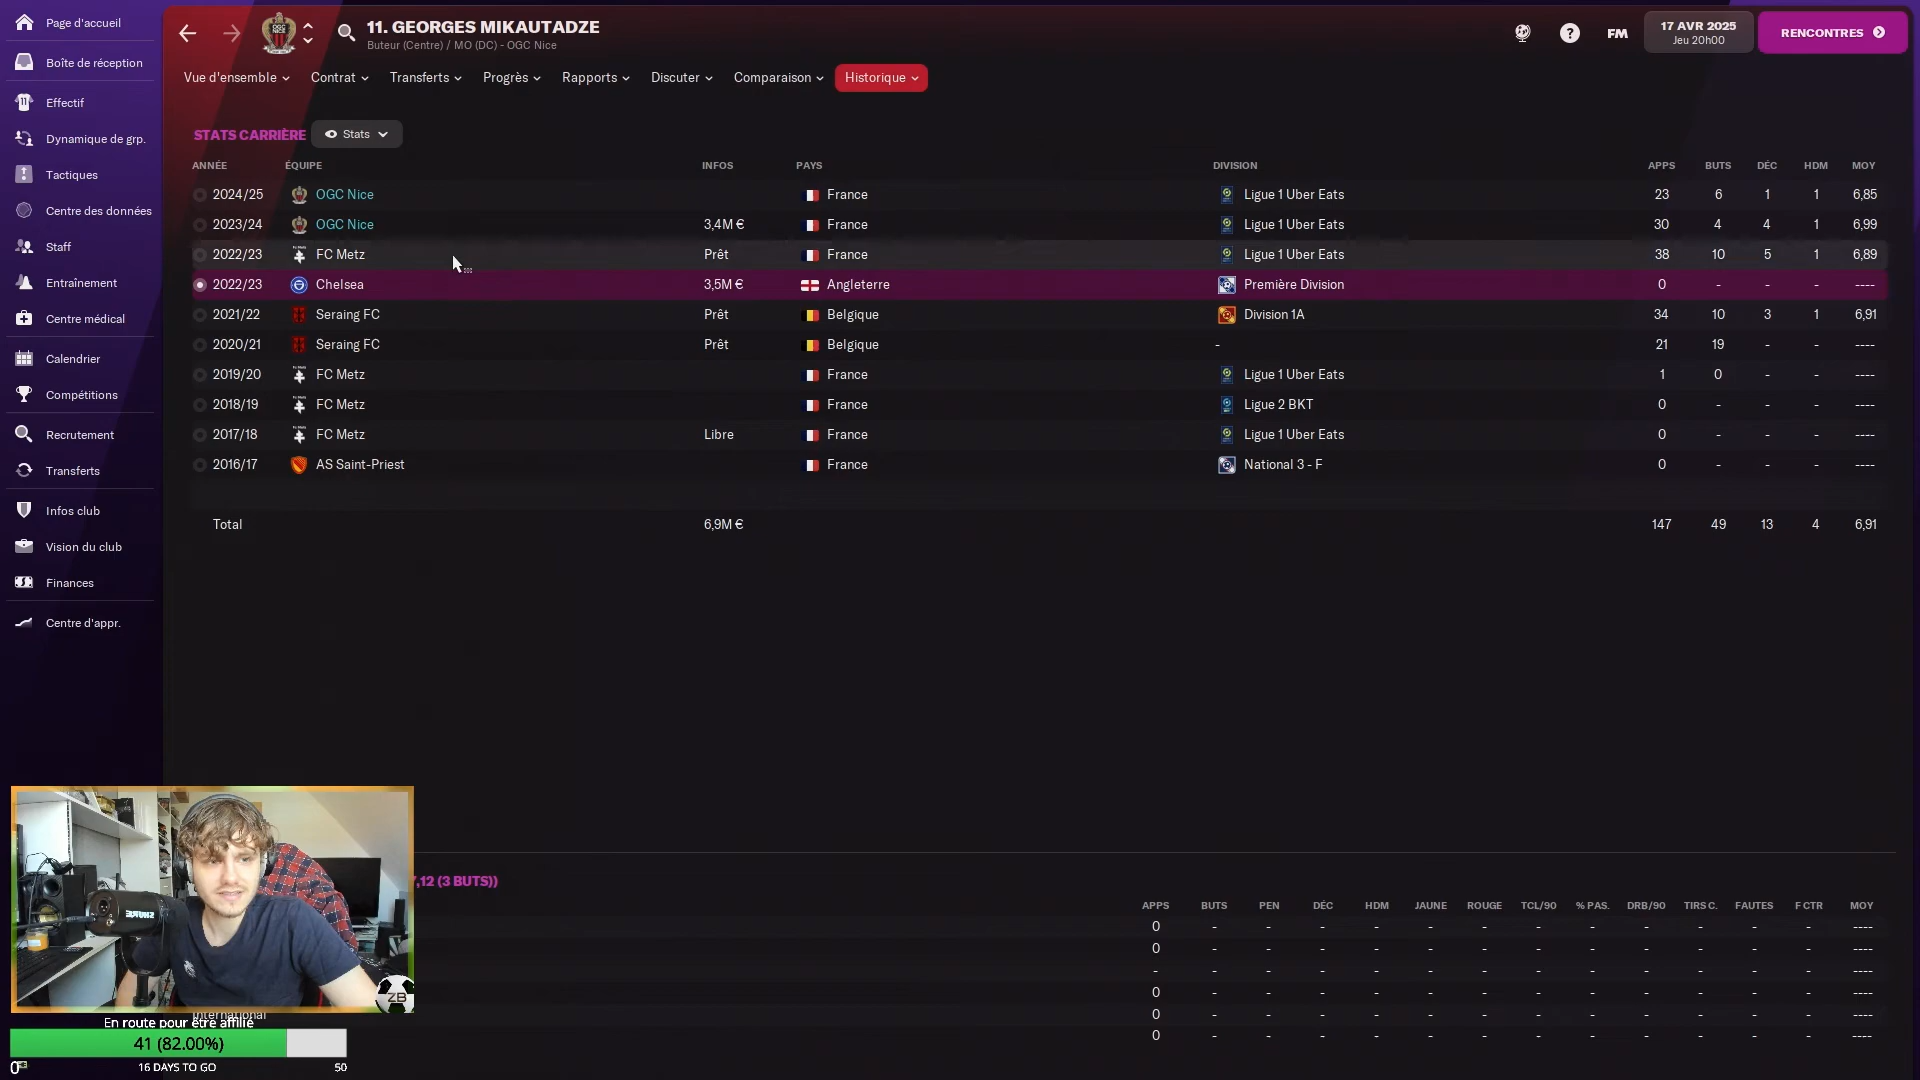 Page d'accueil
Boîte de réception
Effectif
Dynamique de grp.
Tactiques
Centre des données
Staff
Entraînement
Centre médical
Calendrier
Compétitions
Recrutement
Transferts
Infos club
Vision du club
Finances
Centre d'appr.
11. GEORGES MIKAUTADZE
Buteur (Centre) / MO (DC) - OGC Nice
FM
17 AVR 2025
Jeu 20h00
RENCONTRES
Vue d'ensemble Contrat Transferts Progrès Rapports Discuter Comparaison Historique
STATS CARRIÈRE Stats
ANNÉE ÉQUIPE INFOS PAYS DIVISION APPS BUTS DÉC HDM MOY
2024/25 OGC Nice France Ligue 1 Uber Eats 23 6 1 1 6,85
2023/24 OGC Nice 3,4M € France Ligue 1 Uber Eats 30 4 4 1 6,99
2022/23 FC Metz Prêt France Ligue 1 Uber Eats 38 10 5 1 6,89
2022/23 Chelsea 3,5M € Angleterre Première Division 0 - - - ----
2021/22 Seraing FC Prêt Belgique Division 1A 34 10 3 1 6,91
2020/21 Seraing FC Prêt Belgique - 21 19 - - ----
2019/20 FC Metz France Ligue 1 Uber Eats 1 0 - - ----
2018/19 FC Metz France Ligue 2 BKT 0 - - - ----
2017/18 FC Metz Libre France Ligue 1 Uber Eats 0 - - - ----
2016/17 AS Saint-Priest France National 3 - F 0 - - - ----
Total 6,9M € 147 49 13 4 6,91
,12 (3 BUTS))
APPS BUTS PEN DÉC HDM JAUNE ROUGE TCL/90 % PAS. DRB/90 TIRS C. FAUTES F CTR MOY
0 - - - - - - - - - - - - ----
0 - - - - - - - - - - - - ----
- - - - - - - - - - - - - ----
0 - - - - - - - - - - - - ----
0 - - - - - - - - - - - - ----
0 - - - - - - - - - - - - ----
SHURE
ZB
International
En route pour être affilié
41 (82.00%)
0 16 DAYS TO GO 50